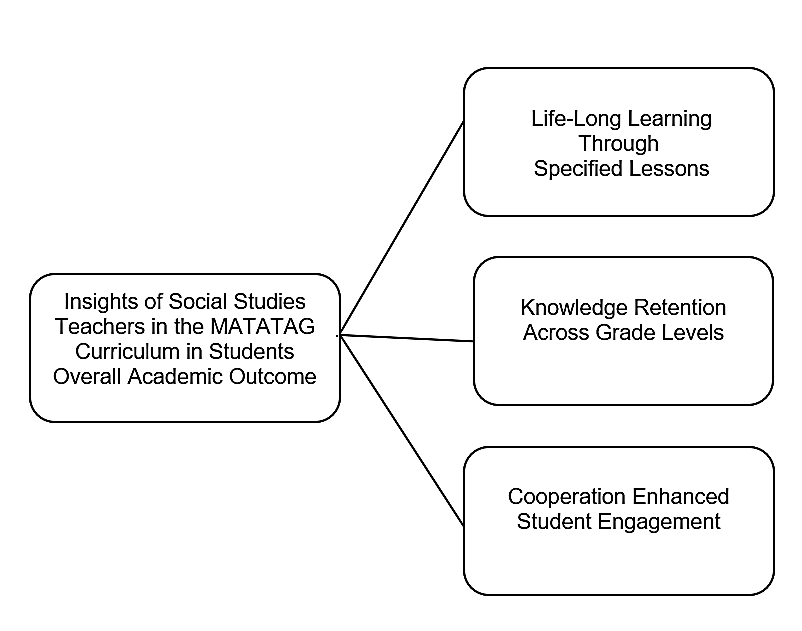 Life-Long Learning
Through
Specified Lessons
Insights of Social Studies
Teachers in the MATATAG
Curriculum in Students
Overall Academic Outcome
Knowledge Retention
Across Grade Levels
Cooperation Enhanced
Student Engagement